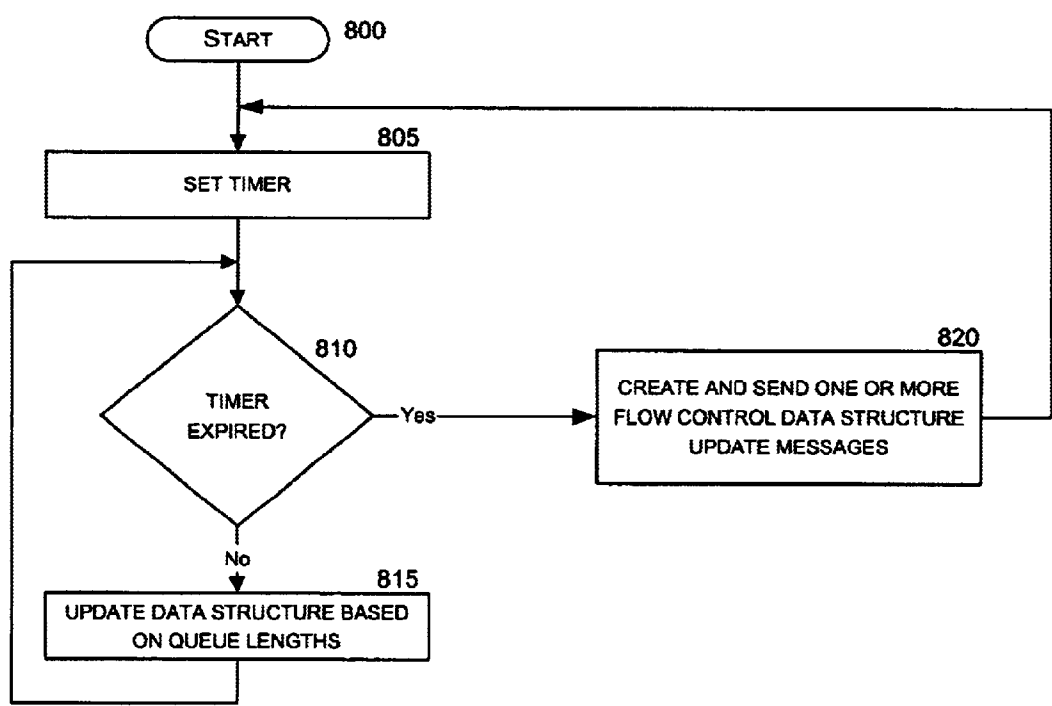 START
800
805
SET TIMER
810
TIMER
EXPIRED?
Yes
820
CREATE AND SEND ONE OR MORE
FLOW CONTROL DATA STRUCTURE
UPDATE MESSAGES
No
815
UPDATE DATA STRUCTURE BASED
ON QUEUE LENGTHS